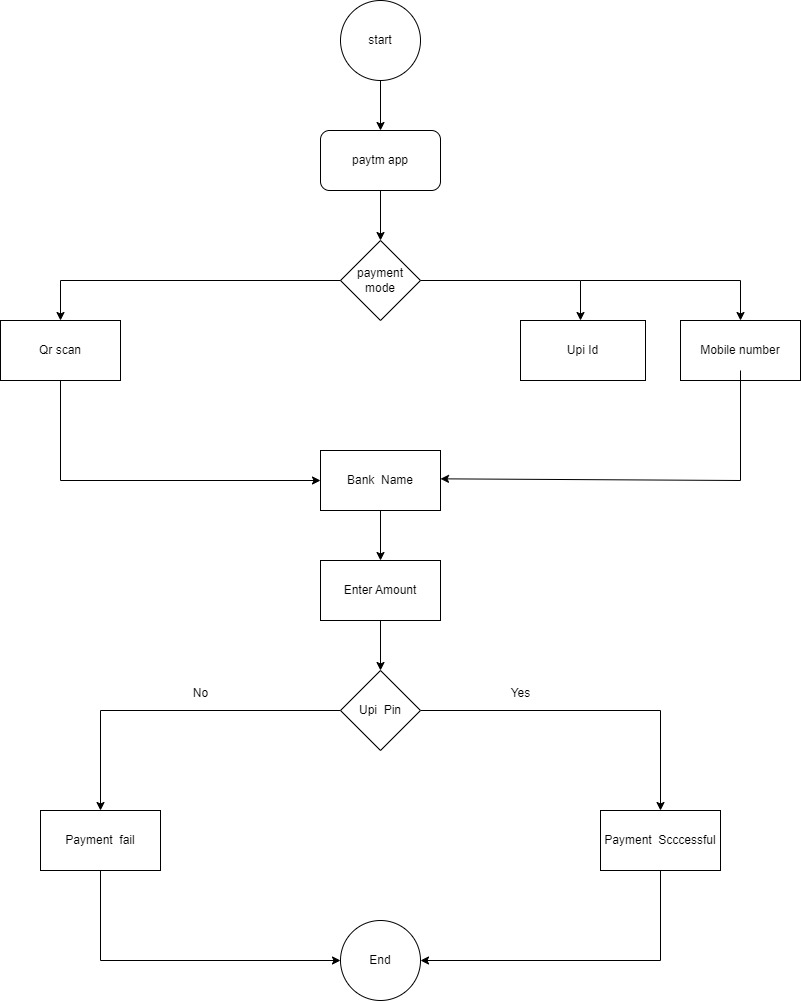 start
paytm app
payment
mode
Qr scan
Upi Id
Mobile number
Bank  Name
Enter Amount
No
Yes
Upi  Pin
Payment  fail
Payment  Scccessful
End